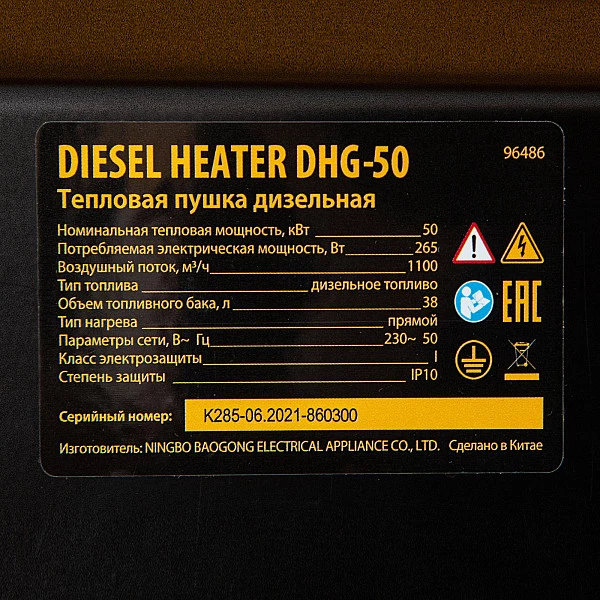 DIESEL HEATER DHG-50 96486
Тепловая пушка дизельная
Номинальная тепловая мощность, кВт 50
Потребляемая электрическая мощность, Вт 265
Воздушный поток, м³/ч 1100
Тип топлива дизельное топливо
Объем топливного бака, л 38
Тип нагрева прямой
Параметры сети, В~ Гц 230~ 50
Класс электрозащиты I
Степень защиты IP10
EAC
Серийный номер: K285-06.2021-860300
Изготовитель: NINGBO BAOGONG ELECTRICAL APPLIANCE CO., LTD. Сделано в Китае